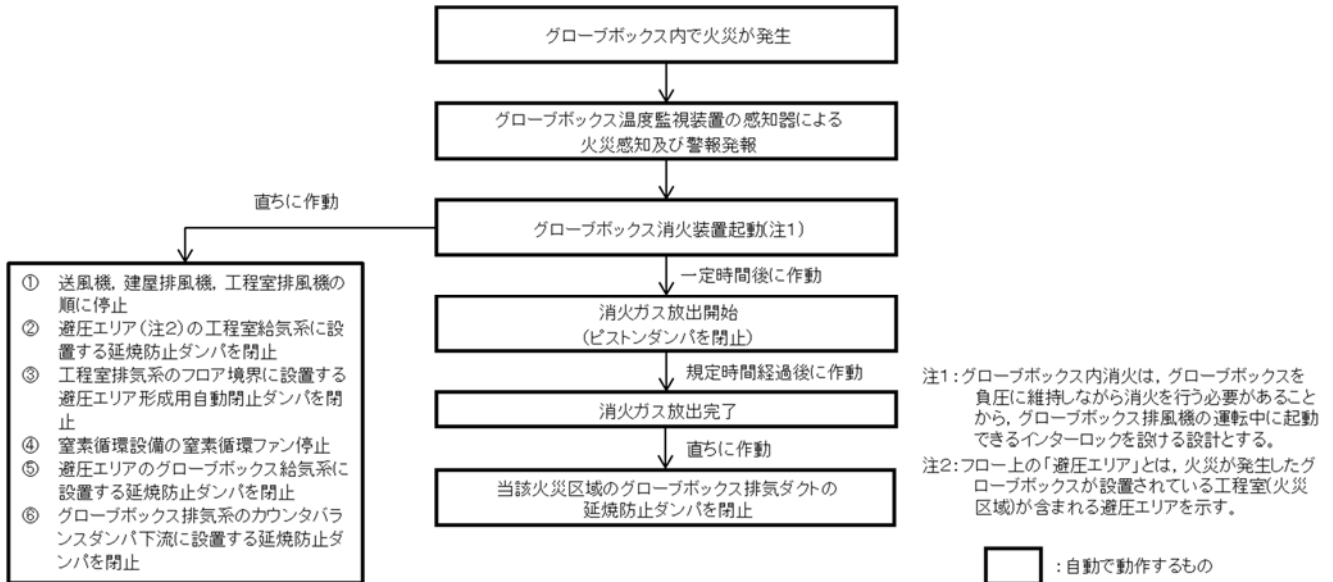 グローブボックス内で火災が発生
グローブボックス温度監視装置の感知器による
火災感知及び警報発報
直ちに作動
グローブボックス消火装置起動(注1)
一定時間後に作動
消火ガス放出開始
(ピストンダンパを閉止)
規定時間経過後に作動
消火ガス放出完了
直ちに作動
当該火災区域のグローブボックス排気ダクトの
延焼防止ダンパを閉止
① 送風機, 建屋排風機, 工程室排風機の
順に停止
② 避圧エリア(注2)の工程室給気系に設
置する延焼防止ダンパを閉止
③ 工程室排気系のフロア境界に設置する
避圧エリア形成用自動閉止ダンパを閉
止
④ 窒素循環設備の窒素循環ファン停止
⑤ 避圧エリアのグローブボックス給気系に
設置する延焼防止ダンパを閉止
⑥ グローブボックス排気系のカウンタバラ
ンスダンパ下流に設置する延焼防止ダ
ンパを閉止
注1:グローブボックス内消火は, グローブボックスを
負圧に維持しながら消火を行う必要があること
から, グローブボックス排風機の運転中に起動
できるインターロックを設ける設計とする。
注2:フロー上の「避圧エリア」とは, 火災が発生したグ
ローブボックスが設置されている工程室(火災
区域)が含まれる避圧エリアを示す。
:自動で動作するもの